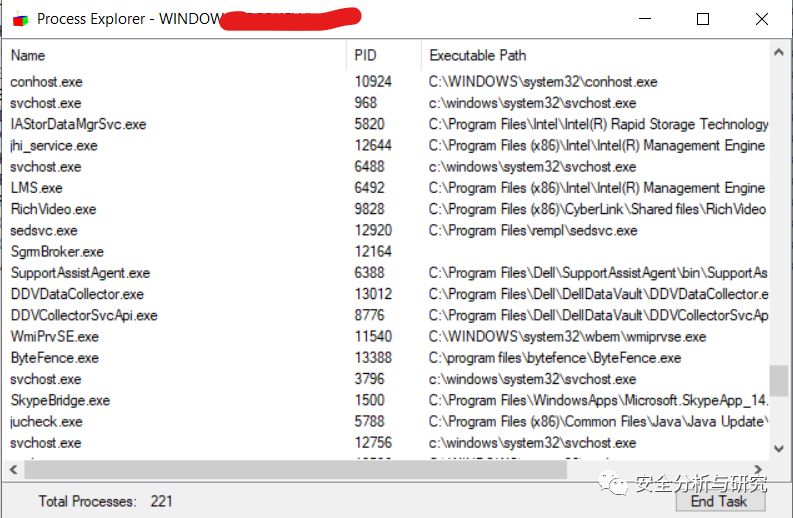 Process Explorer - WINDOW
Name PID Executable Path
conhost.exe 10924 C:\WINDOWS\system32\conhost.exe
svchost.exe 968 c:\windows\system32\svchost.exe
IAStorDataMgrSvc.exe 5820 C:\Program Files\Intel\Intel(R) Rapid Storage Technology
jhi_service.exe 12644 C:\Program Files (x86)\Intel\Intel(R) Management Engine
svchost.exe 6488 c:\windows\system32\svchost.exe
LMS.exe 6492 C:\Program Files (x86)\Intel\Intel(R) Management Engine
RichVideo.exe 9828 C:\Program Files (x86)\CyberLink\Shared files\RichVideo
sedsvc.exe 12920 C:\Program Files\rempl\sedsvc.exe
SgrmBroker.exe 12164
SupportAssistAgent.exe 6388 C:\Program Files\Dell\SupportAssistAgent\bin\SupportAs
DDVDataCollector.exe 13012 C:\Program Files\Dell\DellDataVault\DDVDataCollector.e
DDVCollectorSvcApi.exe 8776 C:\Program Files\Dell\DellDataVault\DDVCollectorSvcAp
WmiPrvSE.exe 11540 C:\WINDOWS\system32\wbem\wmiprvse.exe
ByteFence.exe 13388 C:\program files\bytefence\ByteFence.exe
svchost.exe 3796 c:\windows\system32\svchost.exe
SkypeBridge.exe 1500 C:\Program Files\WindowsApps\Microsoft.SkypeApp_14.
jucheck.exe 5788 C:\Program Files (x86)\Common Files\Java\Java Update\
svchost.exe 12756 c:\windows\system32\svchost.exe
安全分析与研究
Total Processes: 221 End Task